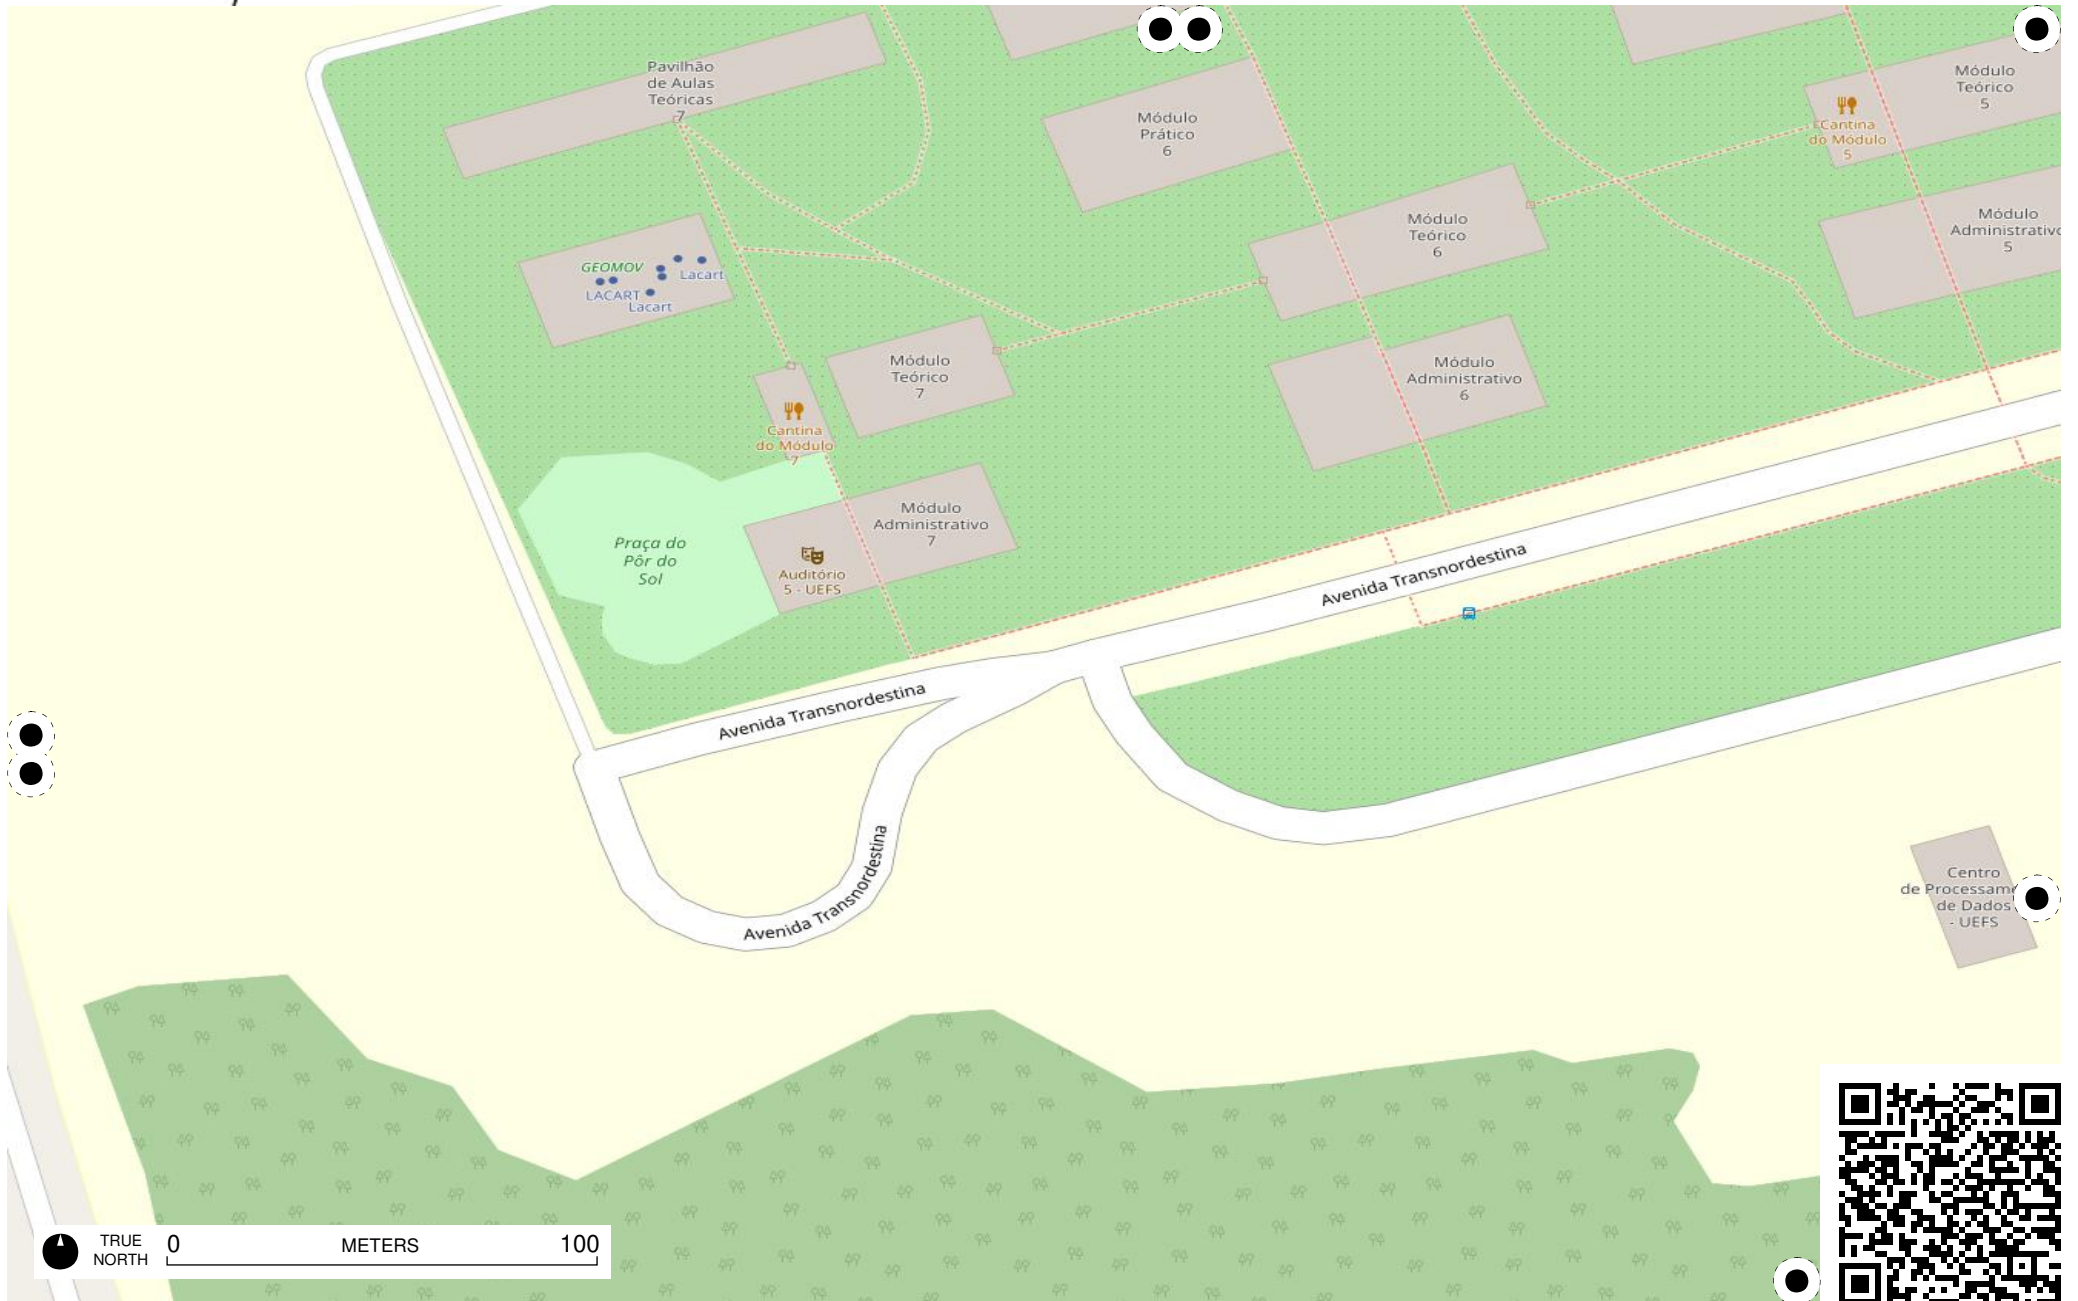 Pavilhão
de Aulas
Teóricas
7
Módulo
Prático
6
Módulo
Teórico
5
Cantina
do Módulo
5
Módulo
Teórico
6
Módulo
Administrativo
5
GEOMOV
Lacart
LACART
Lacart
Módulo
Teórico
7
Módulo
Administrativo
6
Cantina
do Módulo
7
Módulo
Administrativo
7
Praça do
Pôr do
Sol
Auditório
5 - UEFS
Avenida Transnordestina
Avenida Transnordestina
Avenida Transnordestina
Centro
de Processame
de Dados
- UEFS
TRUE
NORTH
0 METERS 100